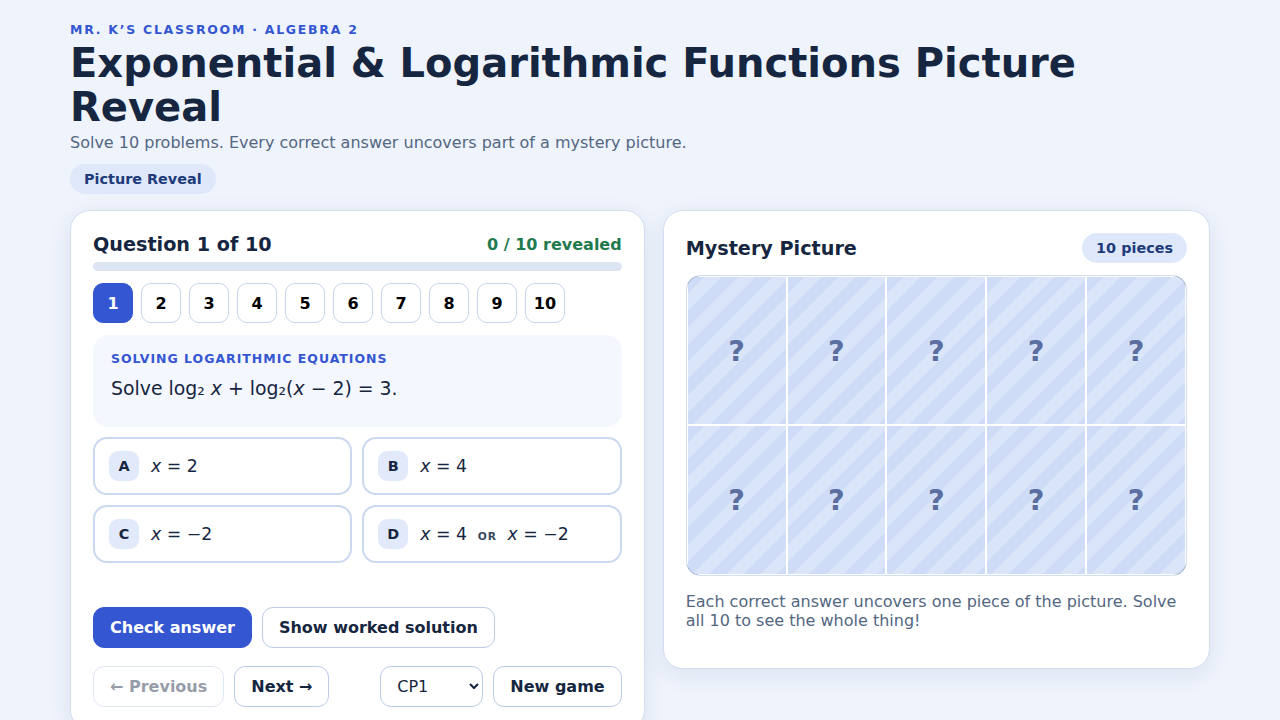 MR. K’S CLASSROOM · ALGEBRA 2
Exponential & Logarithmic Functions Picture
Reveal
Solve 10 problems. Every correct answer uncovers part of a mystery picture.
Picture Reveal
Question 1 of 10
0 / 10 revealed
1 2 3 4 5 6 7 8 9 10
SOLVING LOGARITHMIC EQUATIONS
Solve log₂ x + log₂(x − 2) = 3.
A x = 2
B x = 4
C x = −2
D x = 4 OR x = −2
Check answer
Show worked solution
← Previous
Next →
CP1
New game
Mystery Picture
10 pieces
? ? ? ? ?
? ? ? ? ?
Each correct answer uncovers one piece of the picture. Solve
all 10 to see the whole thing!